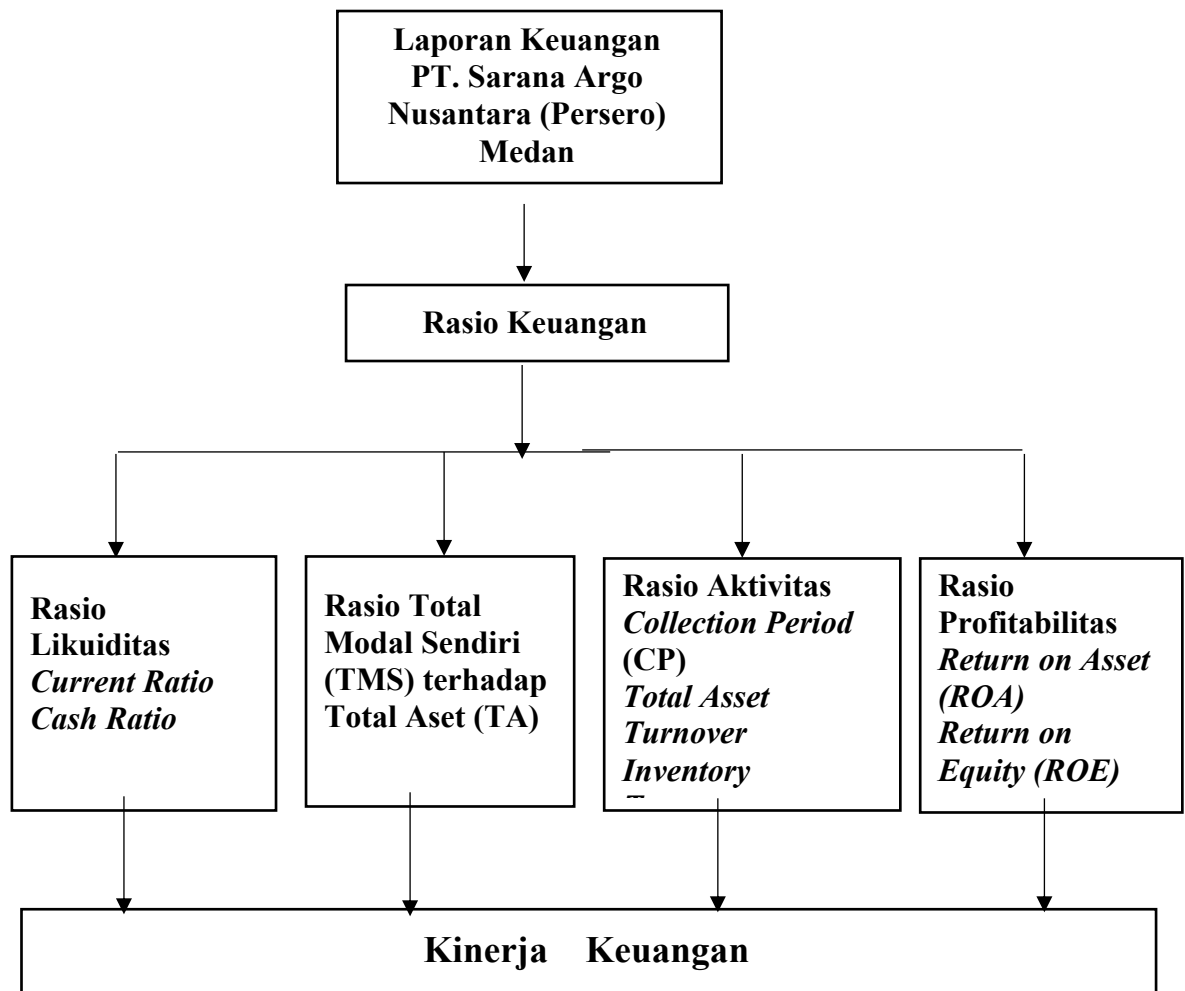 Laporan Keuangan
PT. Sarana Argo
Nusantara (Persero)
Medan
Rasio Keuangan
Rasio
Likuiditas
Current Ratio
Cash Ratio
Rasio Total
Modal Sendiri
(TMS) terhadap
Total Aset (TA)
Rasio Aktivitas
Collection Period
(CP)
Total Asset
Turnover
Inventory
Rasio
Profitabilitas
Return on Asset
(ROA)
Return on
Equity (ROE)
Kinerja Keuangan